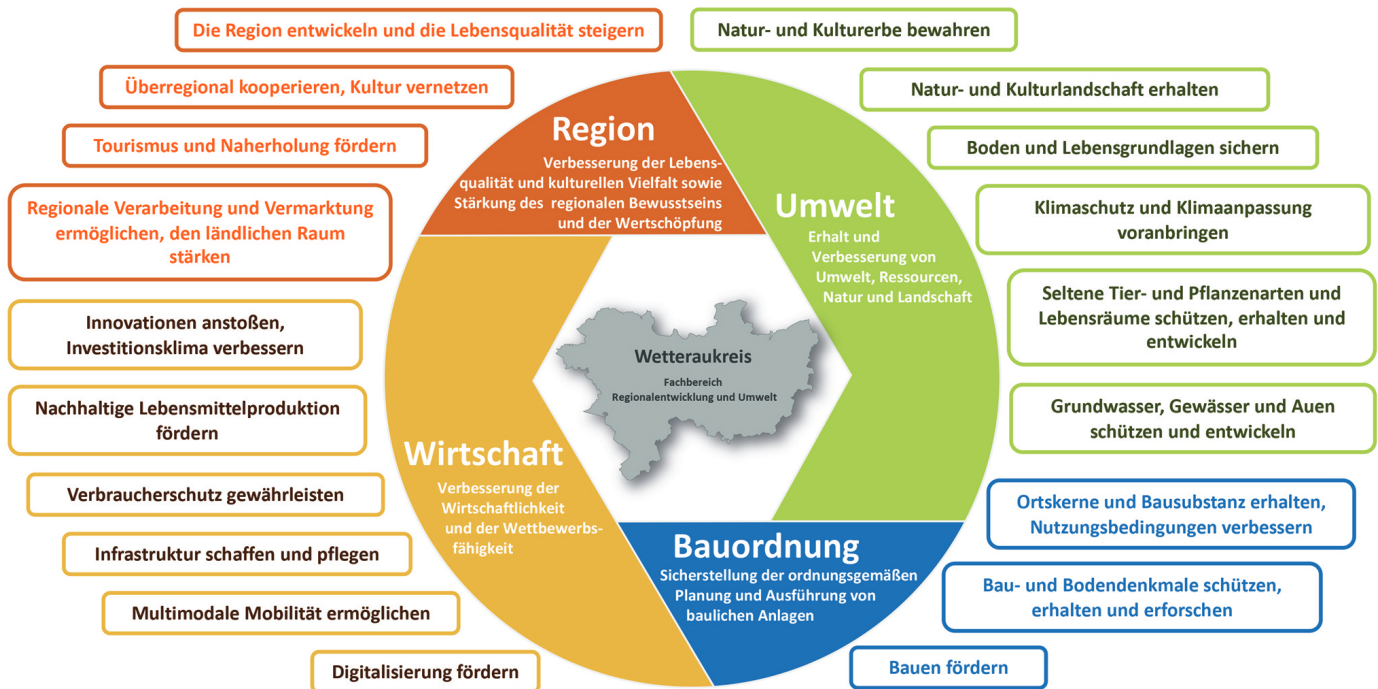 Die Region entwickeln und die Lebensqualität steigern
Überregional kooperieren, Kultur vernetzen
Tourismus und Naherholung fördern
Regionale Verarbeitung und Vermarktung
ermöglichen, den ländlichen Raum
stärken
Innovationen anstoßen,
Investitionsklima verbessern
Nachhaltige Lebensmittelproduktion
fördern
Verbraucherschutz gewährleisten
Infrastruktur schaffen und pflegen
Multimodale Mobilität ermöglichen
Digitalisierung fördern
Region
Verbesserung der Lebens-
qualität und kulturellen Vielfalt sowie
Stärkung des regionalen Bewusstseins
und der Wertschöpfung
Umwelt
Erhalt und
Verbesserung von
Umwelt, Ressourcen,
Natur und Landschaft
Wetteraukreis
Fachbereich
Regionalentwicklung und Umwelt
Wirtschaft
Verbesserung der
Wirtschaftlichkeit
und der Wettbewerbs-
fähigkeit
Bauordnung
Sicherstellung der ordnungsgemäßen
Planung und Ausführung von
baulichen Anlagen
Natur- und Kulturerbe bewahren
Natur- und Kulturlandschaft erhalten
Boden und Lebensgrundlagen sichern
Klimaschutz und Klimaanpassung
voranbringen
Seltene Tier- und Pflanzenarten und
Lebensräume schützen, erhalten und
entwickeln
Grundwasser, Gewässer und Auen
schützen und entwickeln
Ortskerne und Bausubstanz erhalten,
Nutzungsbedingungen verbessern
Bau- und Bodendenkmale schützen,
erhalten und erforschen
Bauen fördern